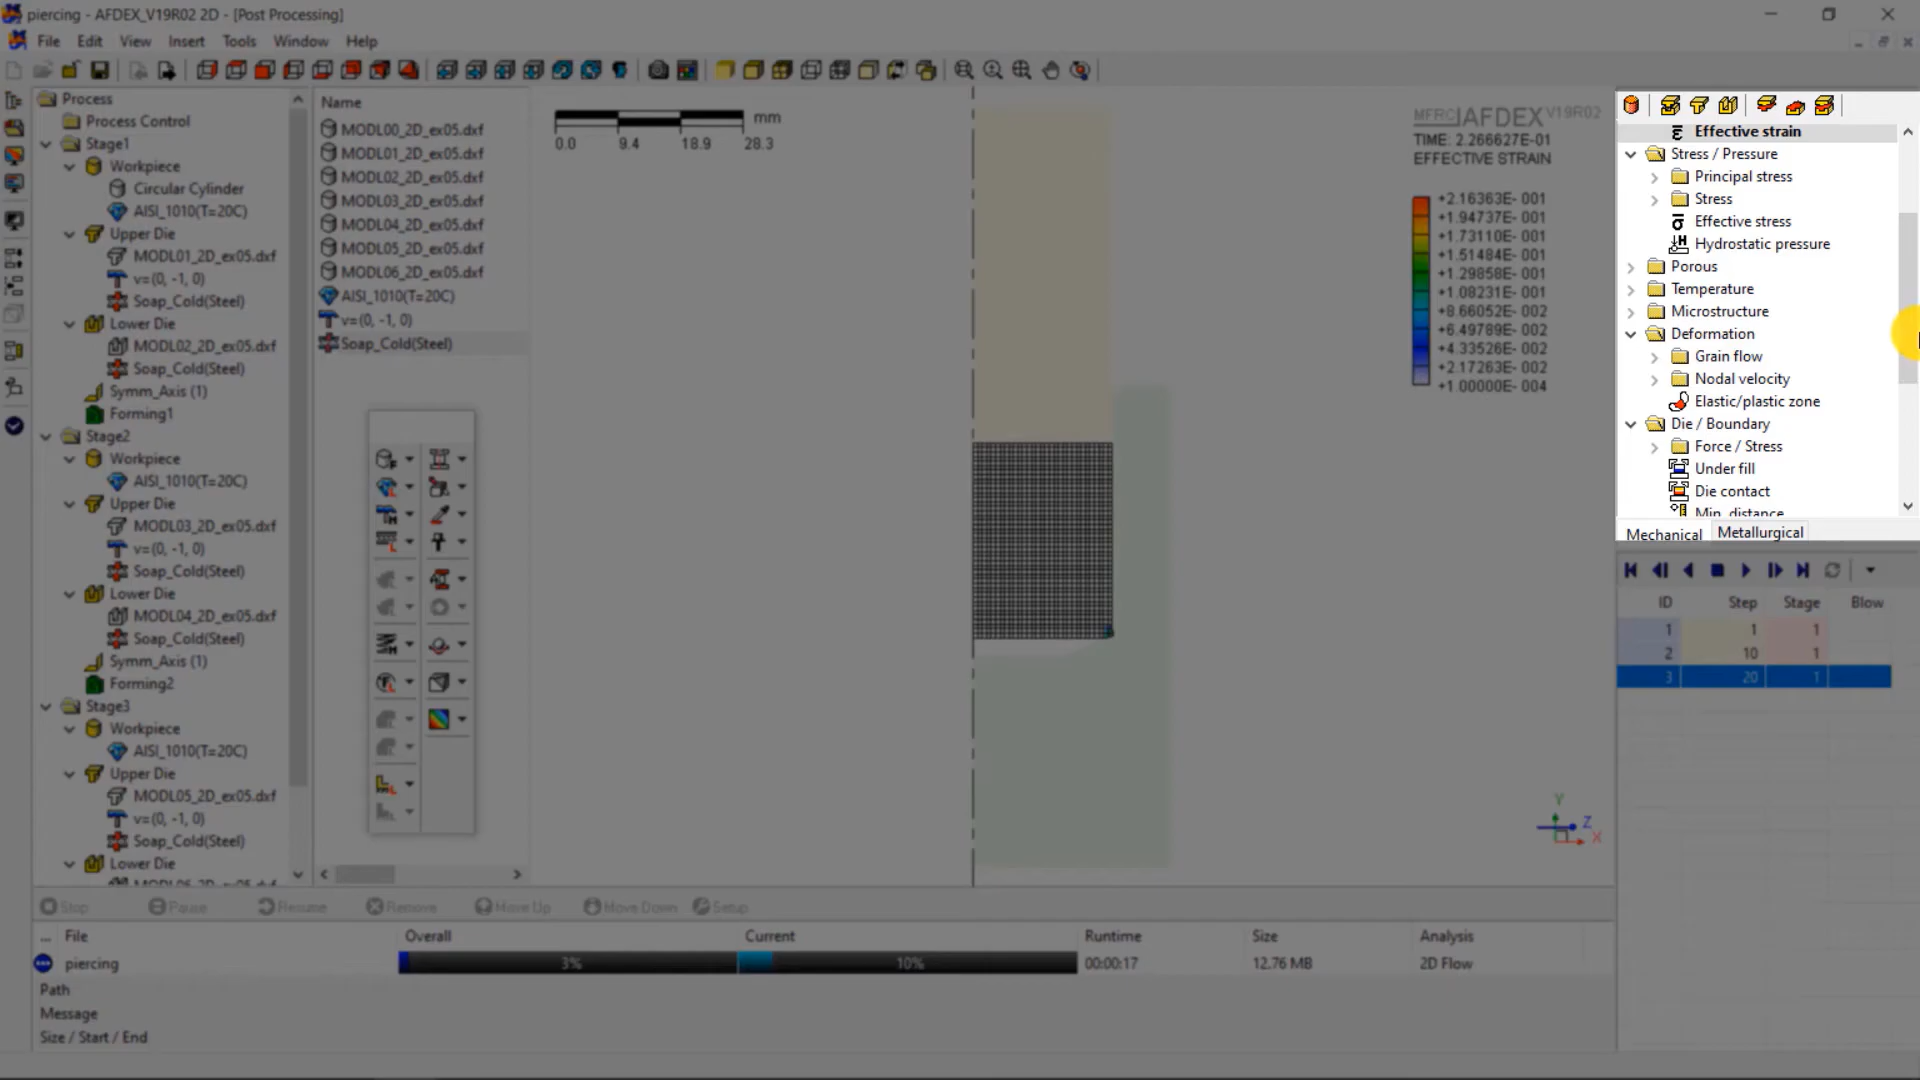 piercing - AFDEX_V19R02 2D - [Post Processing]
File Edit View Insert Tools Window Help
Process
Process Control
Stage1
Workpiece
Circular Cylinder
AISI_1010(T=20C)
Upper Die
MODL01_2D_ex05.dxf
v=(0, -1, 0)
Soap_Cold(Steel)
Lower Die
MODL02_2D_ex05.dxf
Soap_Cold(Steel)
Symm_Axis (1)
Forming1
Stage2
Workpiece
AISI_1010(T=20C)
Upper Die
MODL03_2D_ex05.dxf
v=(0, -1, 0)
Soap_Cold(Steel)
Lower Die
MODL04_2D_ex05.dxf
Soap_Cold(Steel)
Symm_Axis (1)
Forming2
Stage3
Workpiece
AISI_1010(T=20C)
Upper Die
MODL05_2D_ex05.dxf
v=(0, -1, 0)
Soap_Cold(Steel)
Lower Die
Name
MODL00_2D_ex05.dxf
MODL01_2D_ex05.dxf
MODL02_2D_ex05.dxf
MODL03_2D_ex05.dxf
MODL04_2D_ex05.dxf
MODL05_2D_ex05.dxf
MODL06_2D_ex05.dxf
AISI_1010(T=20C)
v=(0, -1, 0)
Soap_Cold(Steel)
mm
0.0 9.4 18.9 28.3
MFRC AFDEX V19R02
TIME: 2.266627E-01
EFFECTIVE STRAIN
+2.16363E- 001
+1.94737E- 001
+1.73110E- 001
+1.51484E- 001
+1.29858E- 001
+1.08231E- 001
+8.66052E- 002
+6.49789E- 002
+4.33526E- 002
+2.17263E- 002
+1.00000E- 004
Y
Z
X
Effective strain
Stress / Pressure
Principal stress
Stress
Effective stress
Hydrostatic pressure
Porous
Temperature
Microstructure
Deformation
Grain flow
Nodal velocity
Elastic/plastic zone
Die / Boundary
Force / Stress
Under fill
Die contact
Min. distance
Mechanical Metallurgical
ID Step Stage Blow
1 1 1
2 10 1
3 20 1
Stop Pause Resume Remove Move Up Move Down Setup
... File Overall Current Runtime Size Analysis
piercing 3% 10% 00:00:17 12.76 MB 2D Flow
Path
Message
Size / Start / End